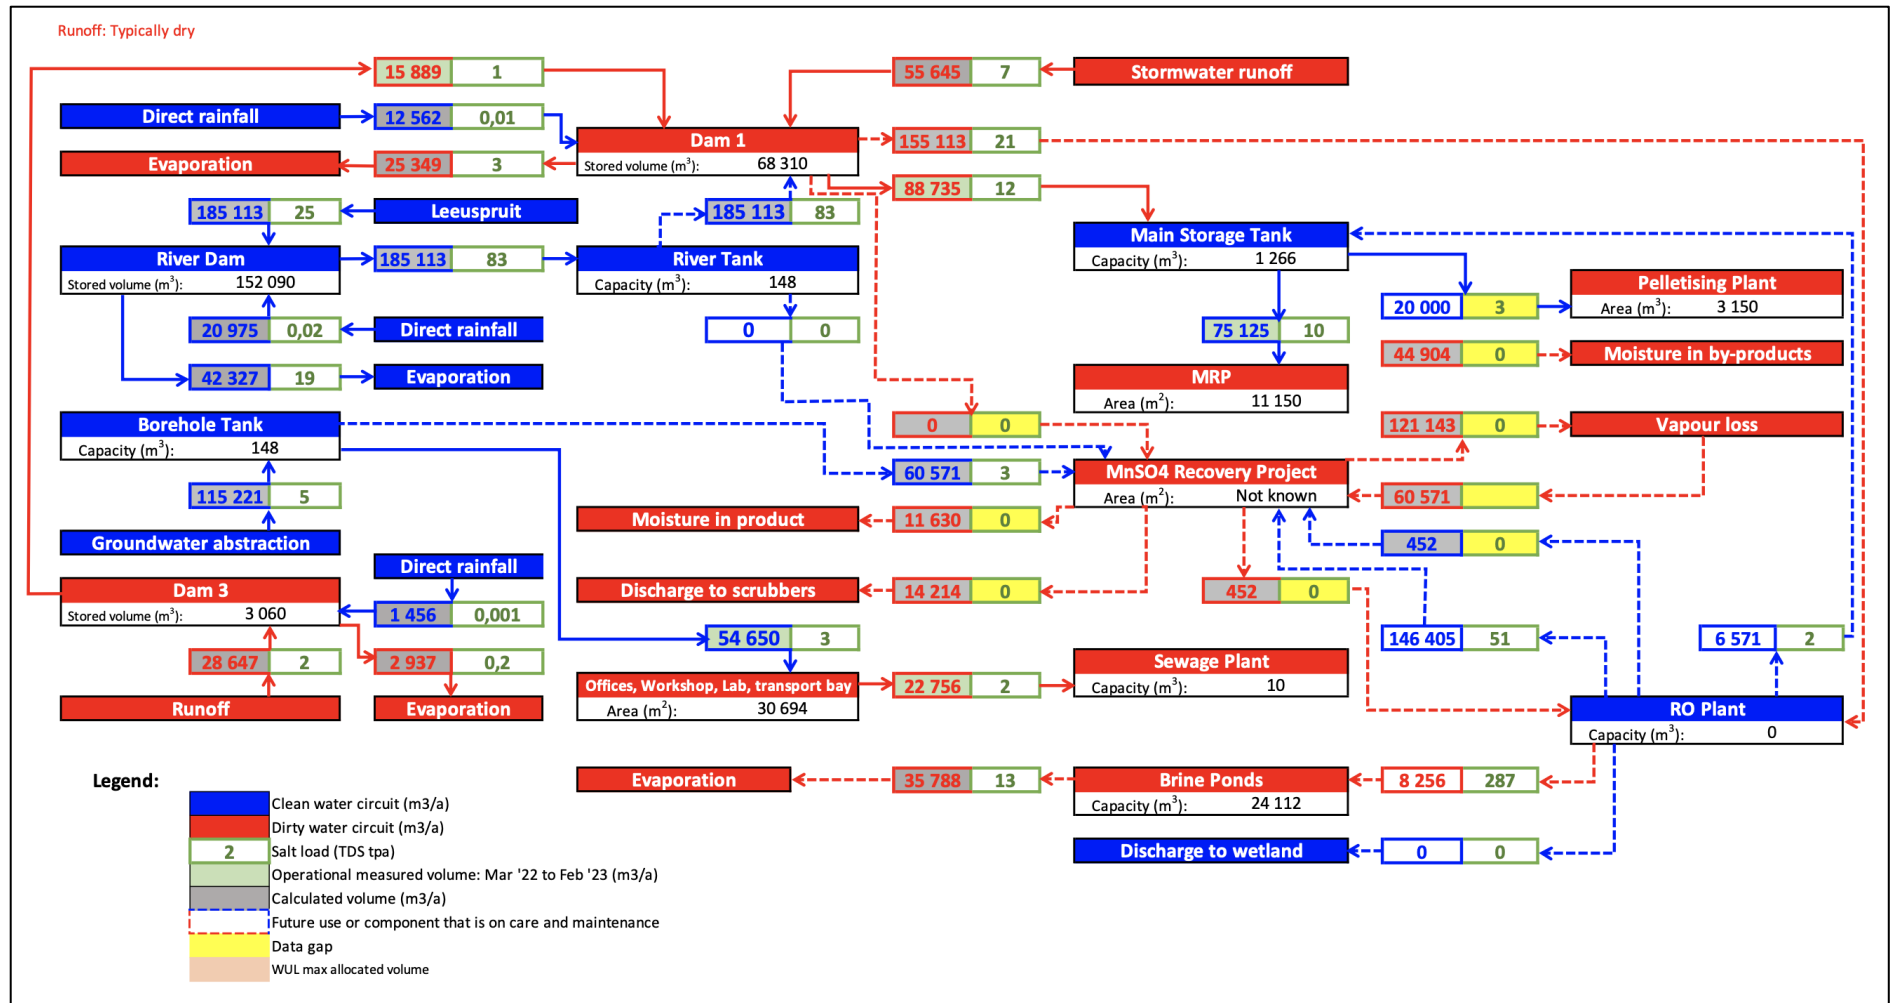 Runoff: Typically dry
15 889 1
55 645 7
Stormwater runoff
Direct rainfall
12 562 0,01
Dam 1
155 113 21
Evaporation
25 349 3
Stored volume (m³): 68 310
88 735 12
185 113 25
Leeuspruit
185 113 83
Main Storage Tank
Capacity (m³): 1 266
River Dam
Stored volume (m³): 152 090
185 113 83
River Tank
Capacity (m³): 148
Pelletising Plant
Area (m³): 3 150
20 000 3
20 975 0,02
Direct rainfall
0 0
75 125 10
44 904 0
Moisture in by-products
42 327 19
Evaporation
MRP
Area (m²): 11 150
Borehole Tank
Capacity (m³): 148
0 0
121 143 0
Vapour loss
60 571 3
MnSO4 Recovery Project
Area (m²): Not known
60 571
115 221 5
Moisture in product
11 630 0
Groundwater abstraction
452 0
Direct rainfall
Dam 3
Stored volume (m³): 3 060
1 456 0,001
Discharge to scrubbers
14 214 0
452 0
54 650 3
146 405 51
6 571 2
28 647 2
2 937 0,2
Sewage Plant
Capacity (m³): 10
Offices, Workshop, Lab, transport bay
Area (m²): 30 694
22 756 2
Runoff
Evaporation
RO Plant
Capacity (m³): 0
Evaporation
35 788 13
Brine Ponds
Capacity (m³): 24 112
8 256 287
Discharge to wetland
0 0
Legend:
Clean water circuit (m3/a)
Dirty water circuit (m3/a)
2 Salt load (TDS tpa)
Operational measured volume: Mar '22 to Feb '23 (m3/a)
Calculated volume (m3/a)
Future use or component that is on care and maintenance
Data gap
WUL max allocated volume